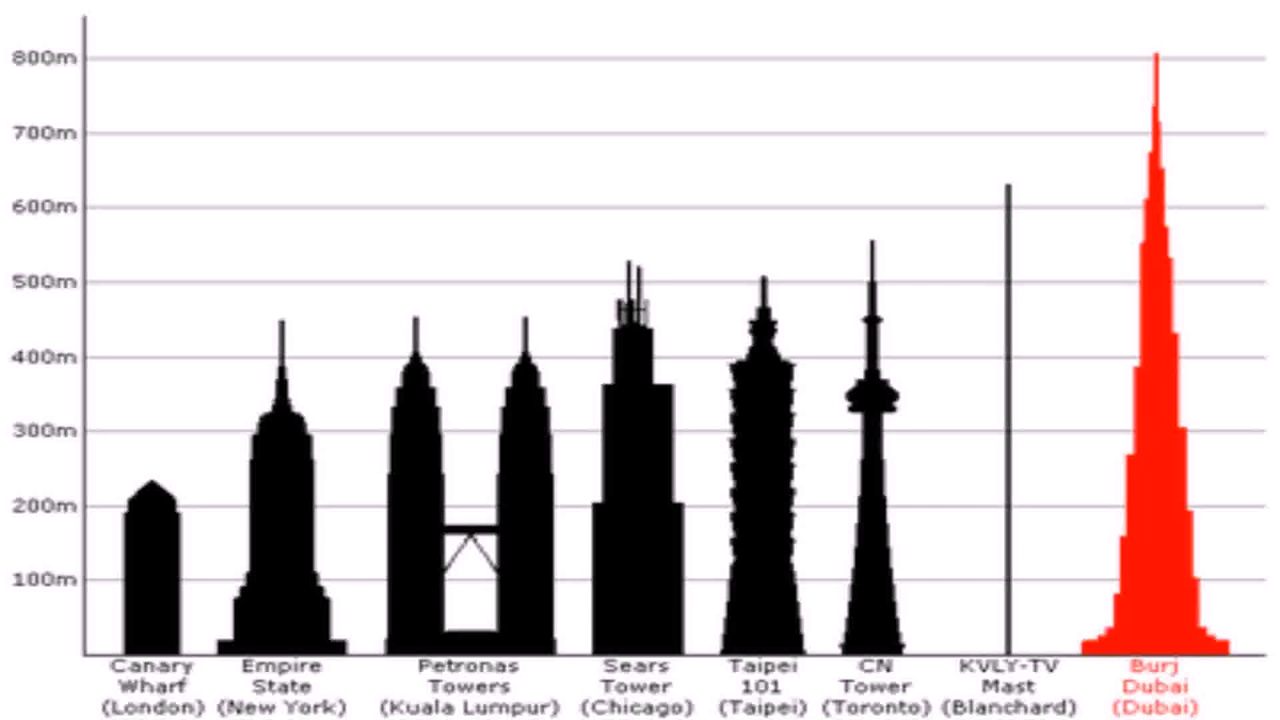 800m
700m
600m
500m
400m
300m
200m
100m
Canary
Wharf
(London)
Empire
State
(New York)
Petronas
Towers
(Kuala Lumpur)
Sears
Tower
(Chicago)
Taipei
101
(Taipei)
CN
Tower
(Toronto)
KVLY-TV
Mast
(Blanchard)
Burj
Dubai
(Dubai)